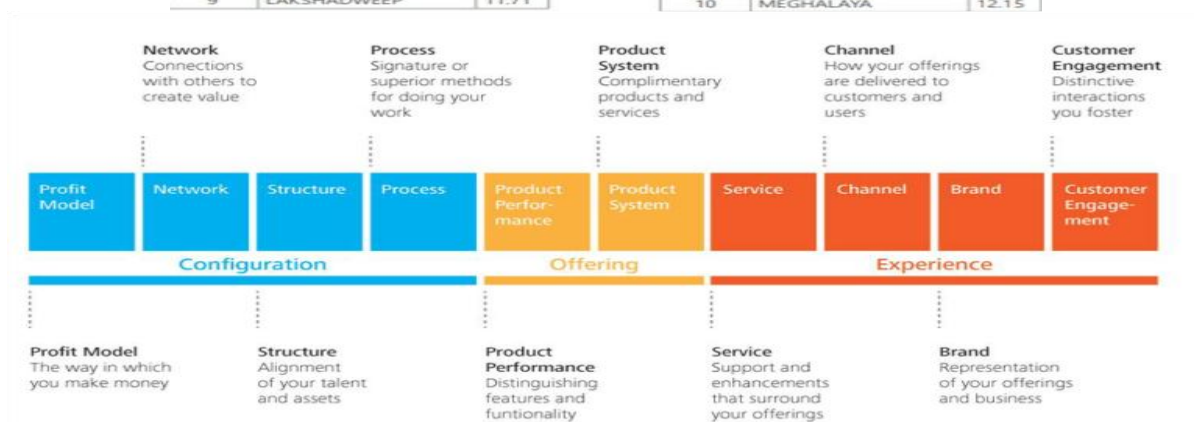 9 LAKSHADWEEP 11.71
10 MEGHALAYA 12.15
Network
Connections
with others to
create value
Process
Signature or
superior methods
for doing your
work
Product
System
Complimentary
products and
services
Channel
How your offerings
are delivered to
customers and
users
Customer
Engagement
Distinctive
interactions
you foster
Profit
Model
Network
Structure
Process
Product
Perfor-
mance
Product
System
Service
Channel
Brand
Customer
Engage-
ment
Configuration
Offering
Experience
Profit Model
The way in which
you make money
Structure
Alignment
of your talent
and assets
Product
Performance
Distinguishing
features and
funtionality
Service
Support and
enhancements
that surround
your offerings
Brand
Representation
of your offerings
and business